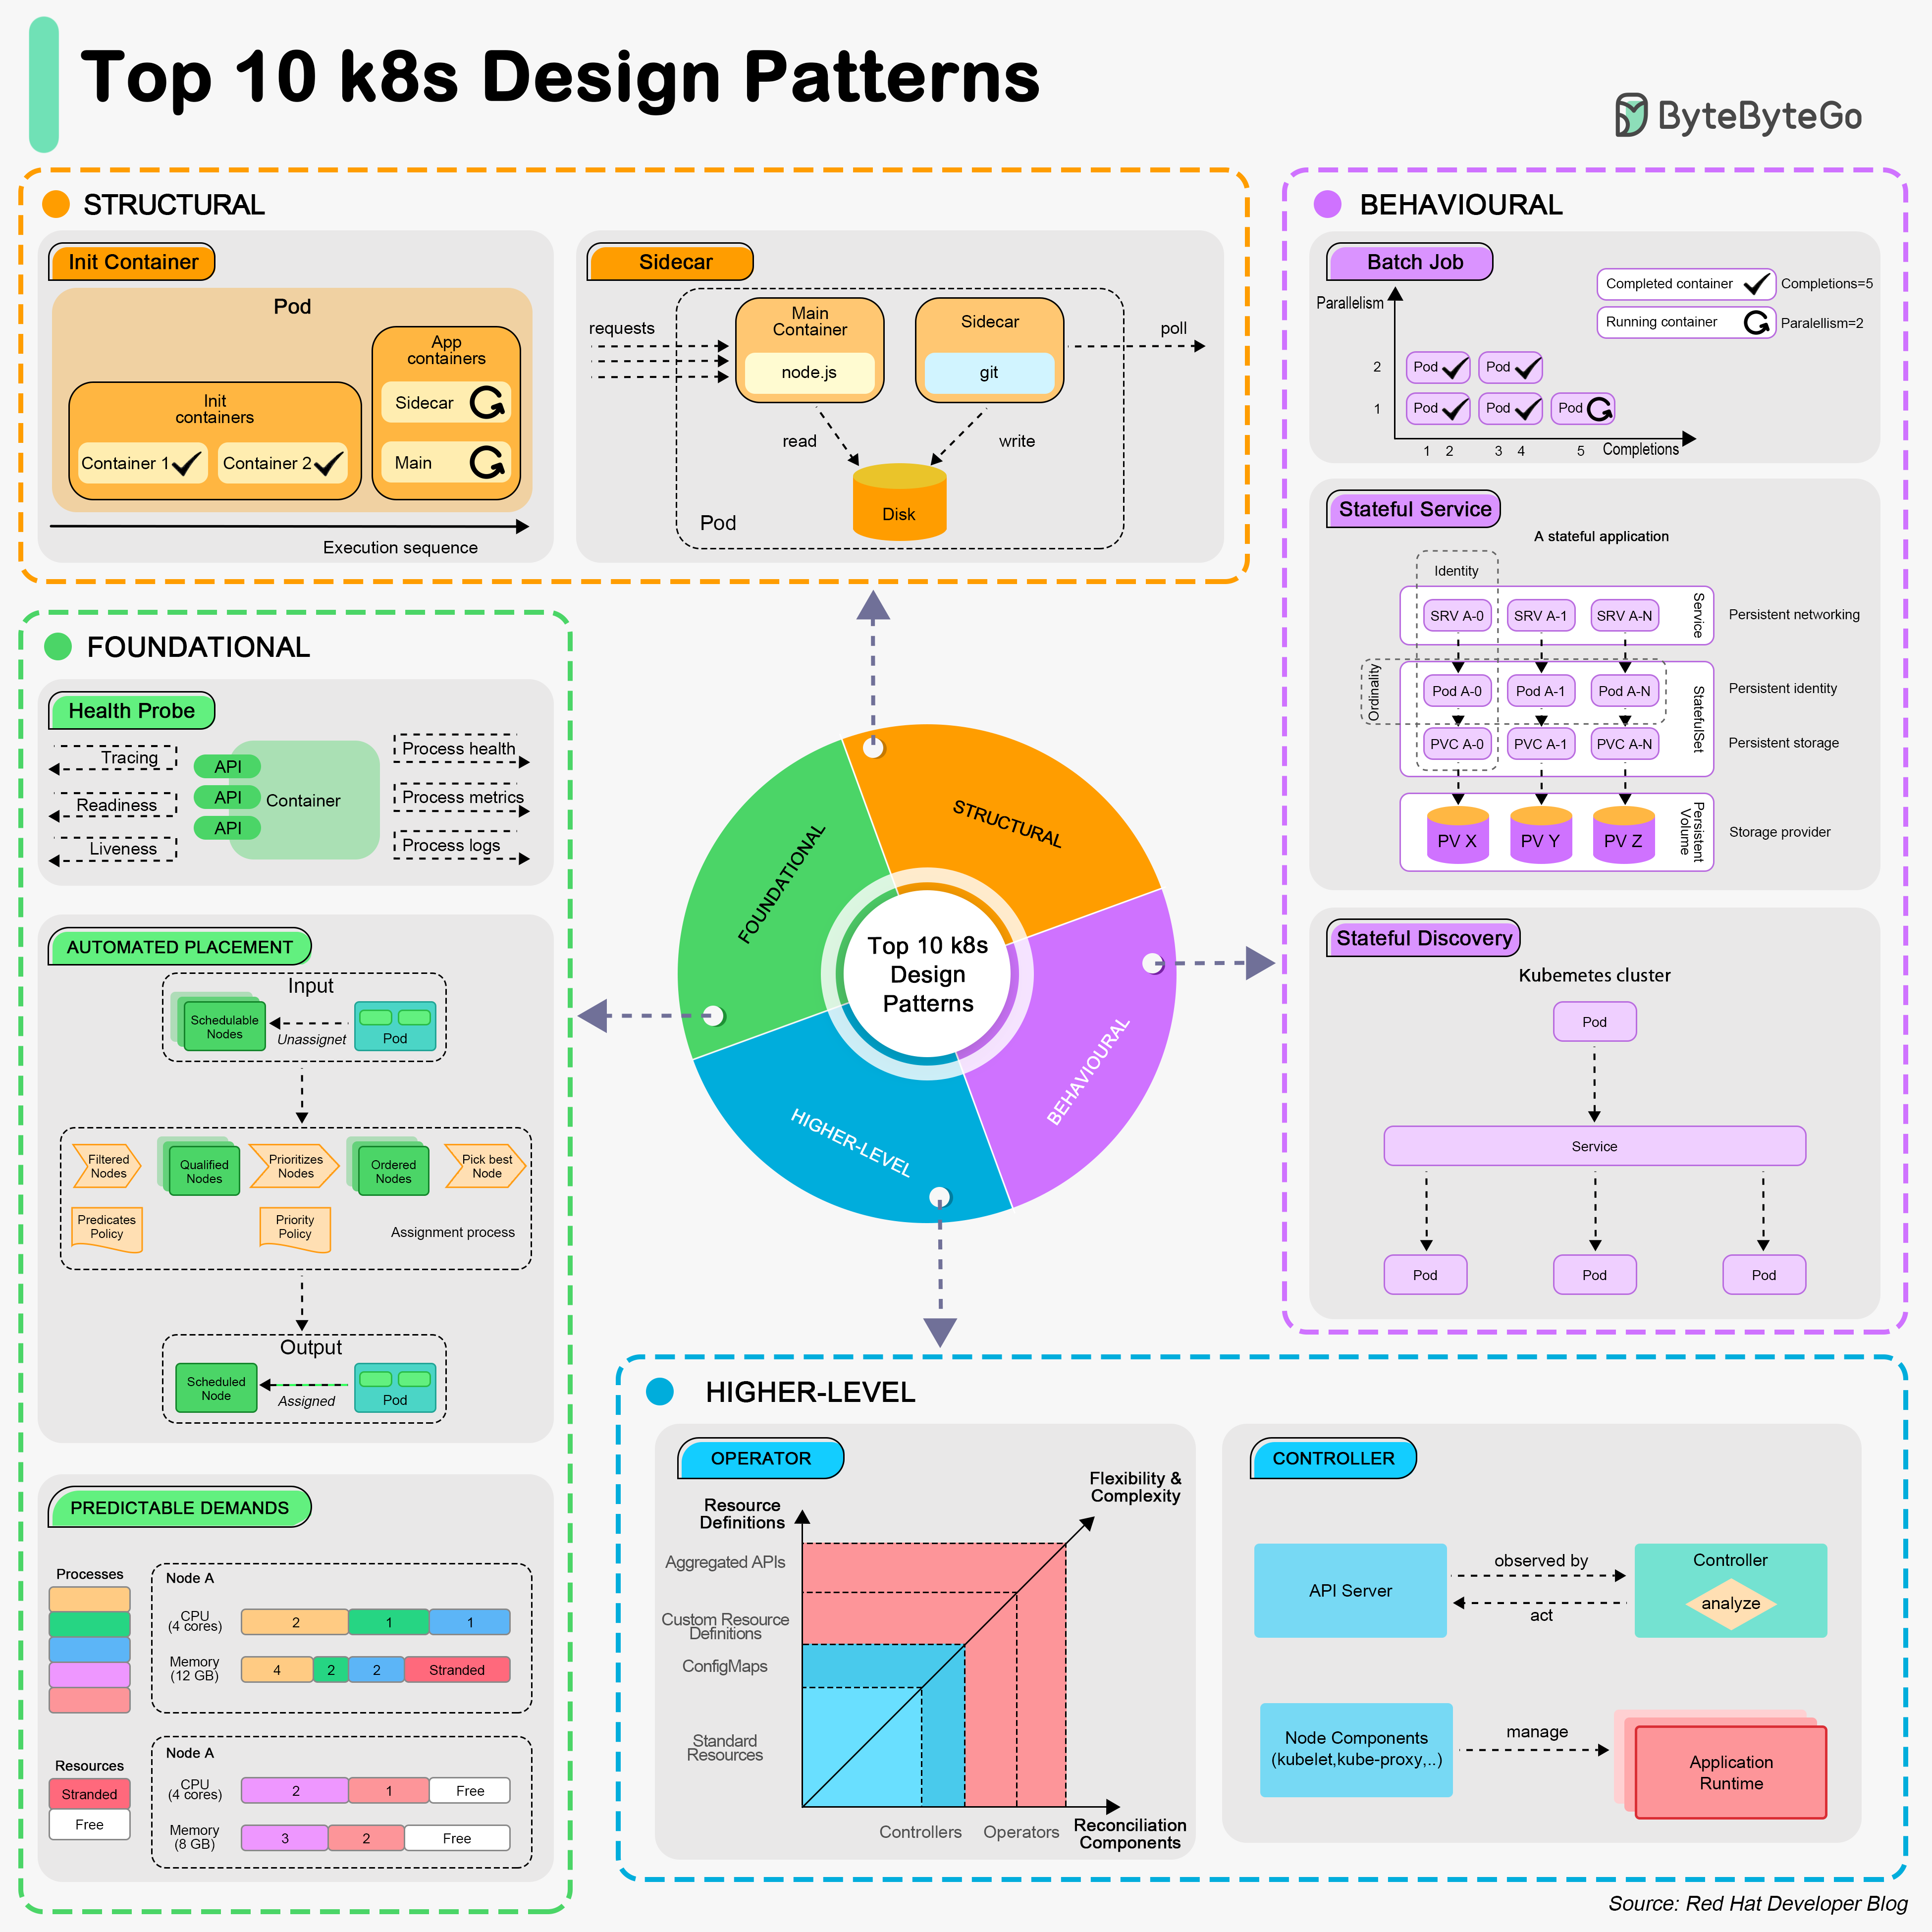 Top 10 k8s Design Patterns
ByteByteGo
STRUCTURAL
Init Container
Pod
Init
containers
Container 1
Container 2
App
containers
Sidecar
Main
Execution sequence
Sidecar
requests
Main
Container
node.js
Sidecar
git
poll
read
write
Disk
Pod
BEHAVIOURAL
Batch Job
Parallelism
Completed container
Completions=5
Running container
Paralellism=2
2
Pod
Pod
1
Pod
Pod
Pod
1 2 3 4 5
Completions
Stateful Service
A stateful application
Identity
SRV A-0
SRV A-1
SRV A-N
Service
Persistent networking
Ordinality
Pod A-0
Pod A-1
Pod A-N
StatefulSet
Persistent identity
PVC A-0
PVC A-1
PVC A-N
Persistent storage
PV X
PV Y
PV Z
Persistent
Volume
Storage provider
Stateful Discovery
Kubemetes cluster
Pod
Service
Pod
Pod
Pod
FOUNDATIONAL
Health Probe
Tracing
Readiness
Liveness
API
API
API
Container
Process health
Process metrics
Process logs
AUTOMATED PLACEMENT
Input
Schedulable
Nodes
Unassignet
Pod
Filtered
Nodes
Qualified
Nodes
Prioritizes
Nodes
Ordered
Nodes
Pick best
Node
Predicates
Policy
Priority
Policy
Assignment process
Output
Scheduled
Node
Assigned
Pod
PREDICTABLE DEMANDS
Processes
Node A
CPU
(4 cores)
2
1
1
Memory
(12 GB)
4
2
2
Stranded
Resources
Stranded
Free
Node A
CPU
(4 cores)
2
1
Free
Memory
(8 GB)
3
2
Free
FOUNDATIONAL
STRUCTURAL
BEHAVIOURAL
HIGHER-LEVEL
Top 10 k8s
Design
Patterns
HIGHER-LEVEL
OPERATOR
Resource
Definitions
Flexibility &
Complexity
Aggregated APIs
Custom Resource
Definitions
ConfigMaps
Standard
Resources
Controllers
Operators
Reconciliation
Components
CONTROLLER
API Server
observed by
act
Controller
analyze
Node Components
(kubelet,kube-proxy,..)
manage
Application
Runtime
Source: Red Hat Developer Blog